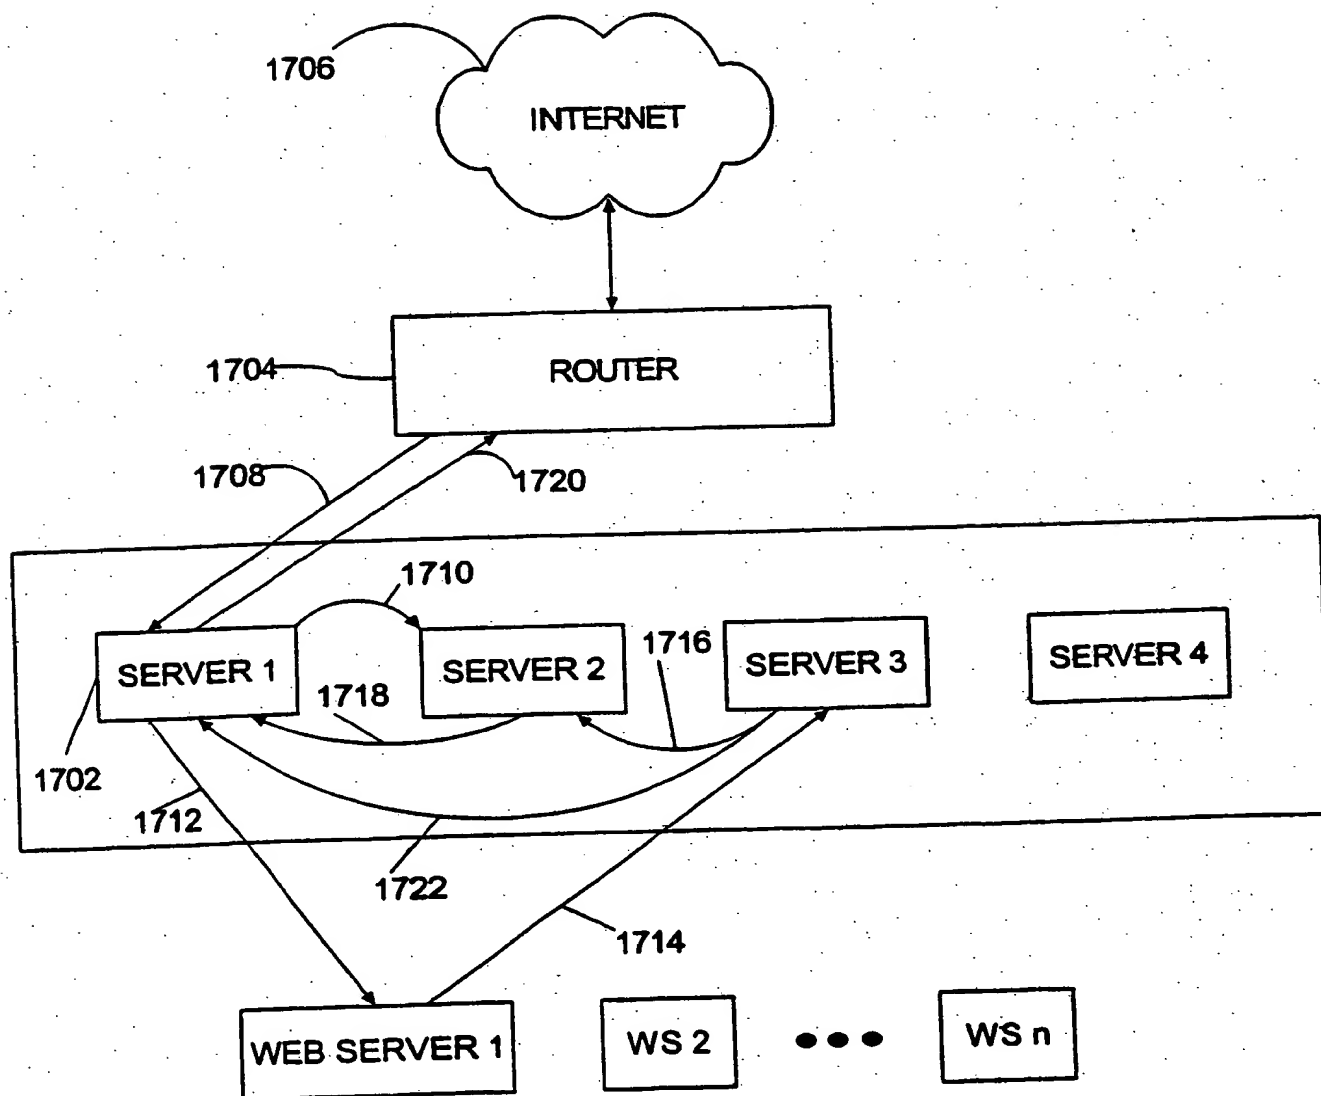 1706
INTERNET
1704
ROUTER
1708
1720
1710
SERVER 1
SERVER 2
1716
SERVER 3
SERVER 4
1718
1702
1712
1722
1714
WEB SERVER 1
WS 2
WS n